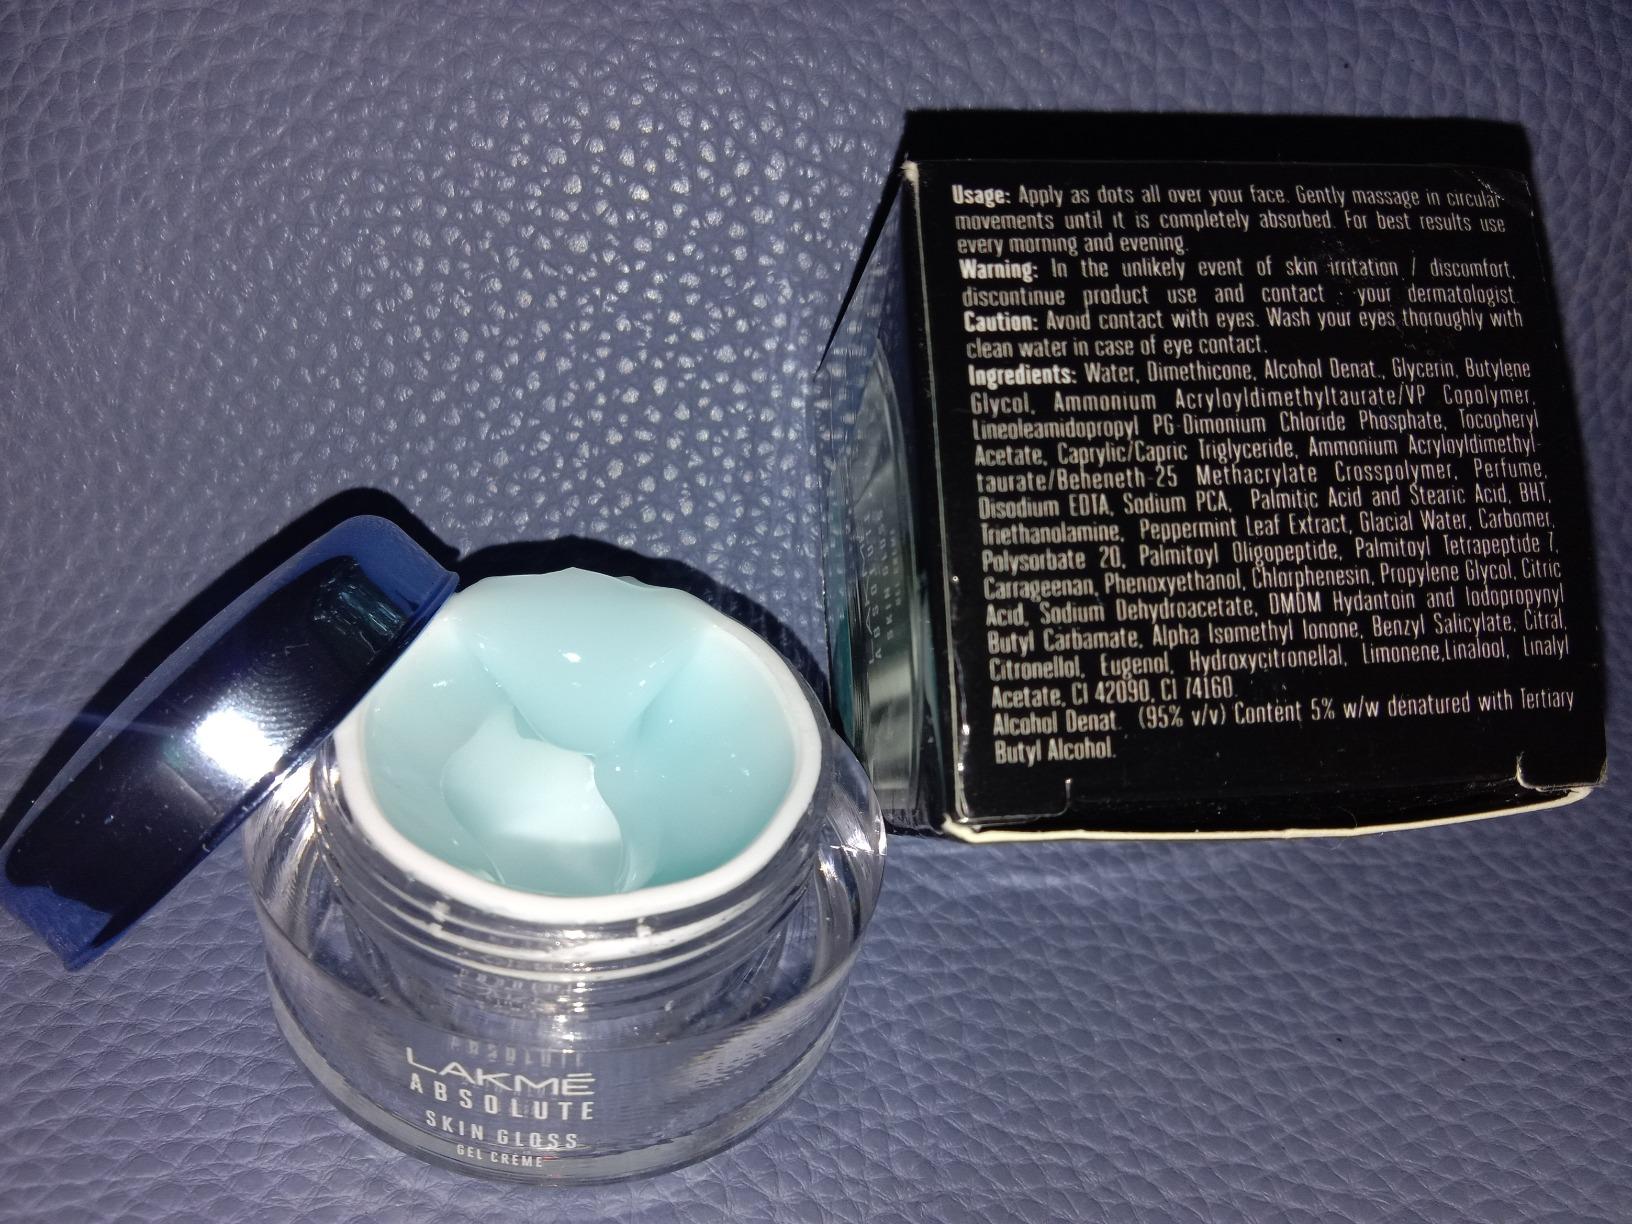 Usage: Apply as dots all over your face. Gently massage in circular
movements until it is completely absorbed. For best results use
every morning and evening.
Warning: In the unlikely event of skin irritation / discomfort,
discontinue product use and contact your dermatologist.
Caution: Avoid contact with eyes. Wash your eyes thoroughly with
clean water in case of eye contact.
Ingredients: Water, Dimethicone, Alcohol Denat., Glycerin, Butylene
Glycol, Ammonium Acryloyldimethyltaurate/VP Copolymer,
Lineoleamidopropyl PG-Dimonium Chloride Phosphate, Tocopheryl
Acetate, Caprylic/Capric Triglyceride, Ammonium Acryloyldimethyl-
taurate/Beheneth-25 Methacrylate Crosspolymer, Perfume,
Disodium EDTA, Sodium PCA, Palmitic Acid and Stearic Acid, BHT,
Triethanolamine, Peppermint Leaf Extract, Glacial Water, Carbomer,
Polysorbate 20, Palmitoyl Oligopeptide, Palmitoyl Tetrapeptide 7,
Carrageenan, Phenoxyethanol, Chlorphenesin, Propylene Glycol, Citric
Acid, Sodium Dehydroacetate, DMDM Hydantoin and Iodopropynyl
Butyl Carbamate, Alpha Isomethyl Ionone, Benzyl Salicylate, Citral,
Citronellol, Eugenol, Hydroxycitronellal, Limonene,Linalool, Linalyl
Acetate, CI 42090, CI 74160.
Alcohol Denat. (95% v/v) Content 5% w/w denatured with Tertiary
Butyl Alcohol.
LAKMĒ
ABSOLUTE
SKIN GLOSS
GEL CRÈME
LAKMĒ
ABSOLUTE
SKIN GLOSS
GEL CRÈME